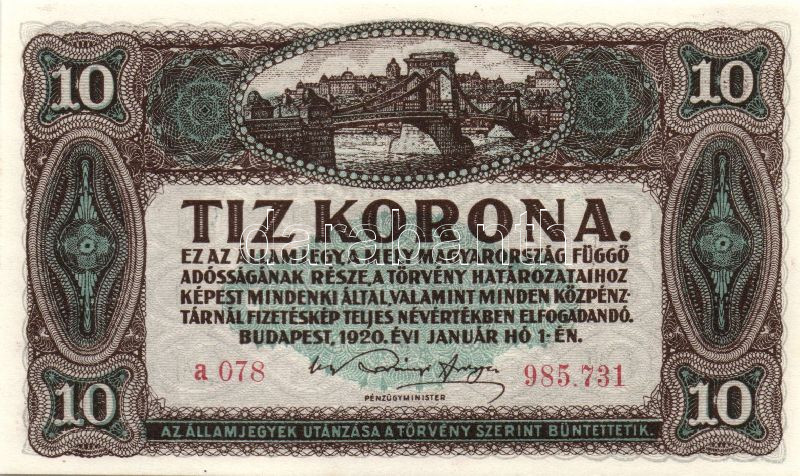 10
10
TIZ KORONA.
EZ AZ ÁLLAMJEGY, A MELY MAGYARORSZÁG FÜGGŐ
ADÓSSÁGÁNAK RÉSZE, A TÖRVÉNY HATÁROZATAIHOZ
KÉPEST MINDENKI ÁLTAL, VALAMINT MINDEN KÖZPÉNZ-
TÁRNÁL FIZETÉSKÉP TELJES NÉVÉRTÉKBEN ELFOGADANDÓ.
BUDAPEST, 1920. ÉVI JANUÁR HÓ 1-ÉN.
a 078
985.731
PÉNZÜGYMINISTER
10
10
AZ ÁLLAMJEGYEK UTÁNZÁSA A TÖRVÉNY SZERINT BÜNTETTETIK.